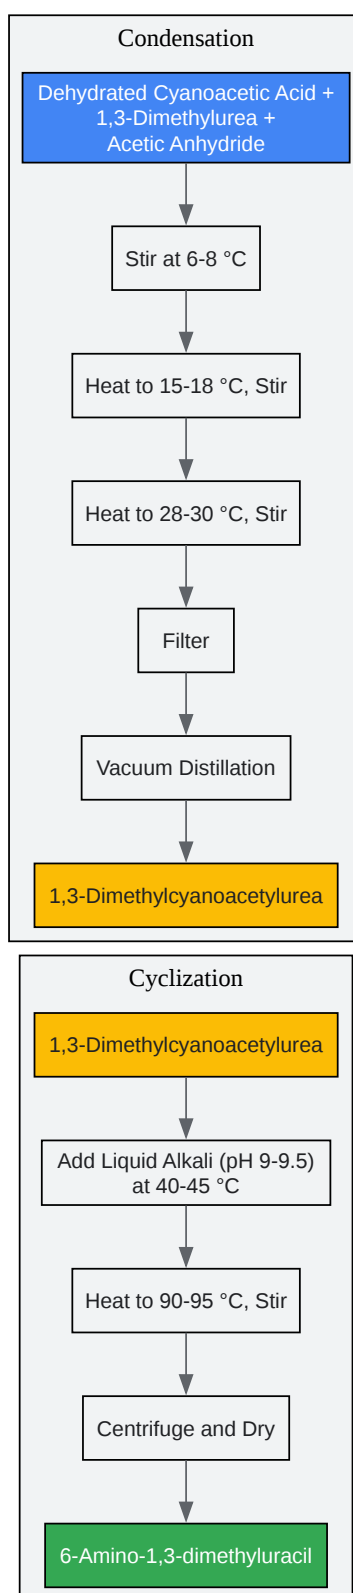 Condensation
Dehydrated Cyanoacetic Acid +
1,3-Dimethylurea +
Acetic Anhydride
Stir at 6-8 °C
Heat to 15-18 °C, Stir
Heat to 28-30 °C, Stir
Filter
Vacuum Distillation
1,3-Dimethylcyanoacetylurea
Cyclization
1,3-Dimethylcyanoacetylurea
Add Liquid Alkali (pH 9-9.5)
at 40-45 °C
Heat to 90-95 °C, Stir
Centrifuge and Dry
6-Amino-1,3-dimethyluracil